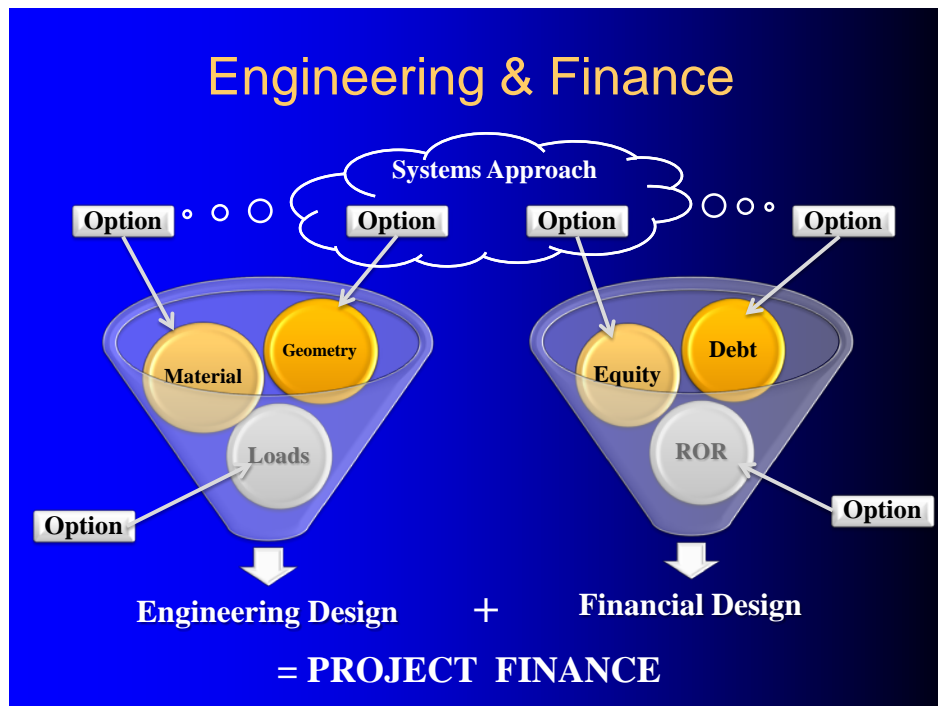 Engineering & Finance
Systems Approach
Option
Option
Option
Option
Material
Geometry
Loads
Equity
Debt
ROR
Option
Option
Engineering Design + Financial Design
= PROJECT FINANCE